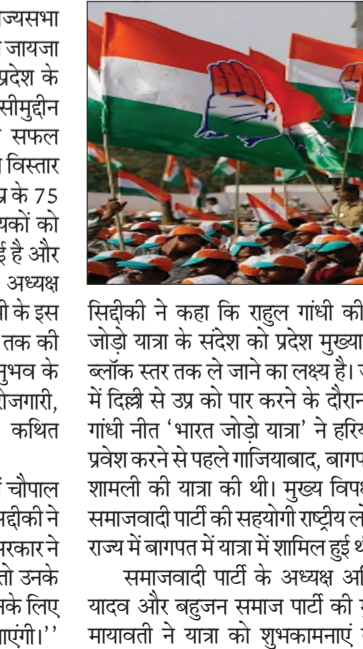 ज्यसभा
जायजा
प्रदेश के
सीमुद्दीन
सफल
विस्तार
प्र के 75
यकों को
ई है और
अध्यक्ष
के इस
तक की
नुभव के
रोजगारी,
कथित
चौपाल
द्दीकी ने
सरकार ने
तो उनके
के लिए
एंगी।’’
सिद्दीकी ने कहा कि राहुल गांधी की
जोड़ो यात्रा के संदेश को प्रदेश मुख्या
ब्लॉक स्तर तक ले जाने का लक्ष्य है।
में दिल्ली से उप्र को पार करने के दौरान
गांधी नीत ‘भारत जोड़ो यात्रा’ ने हरि
प्रवेश करने से पहले गाजियाबाद, बागप
शामली की यात्रा की थी। मुख्य विप
समाजवादी पार्टी की सहयोगी राष्ट्रीय लो
राज्य में बागपत में यात्रा में शामिल हुई
समाजवादी पार्टी के अध्यक्ष अ
यादव और बहुजन समाज पार्टी की
मायावती ने यात्रा को शुभकामनाएं